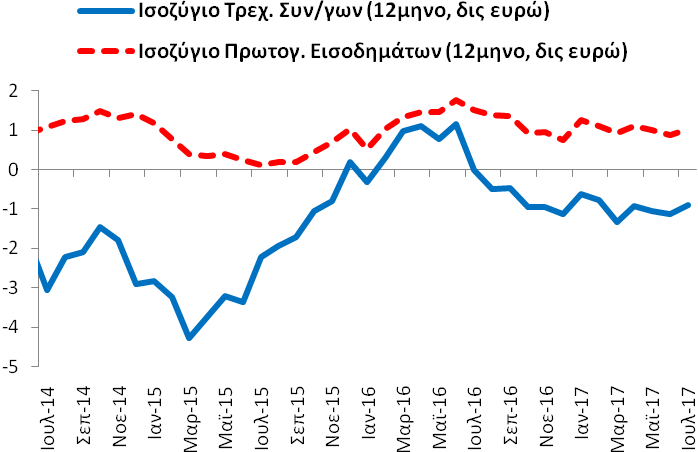 Ισοζύγιο Τρεχ. Συν/γων (12μηνο, δις ευρώ)
Ισοζύγιο Πρωτογ. Εισοδημάτων (12μηνο, δις ευρώ)
2
1
0
-1
-2
-3
-4
-5
Ιουλ-14
Σεπ-14
Νοε-14
Ιαν-15
Μαρ-15
Μαϊ-15
Ιουλ-15
Σεπ-15
Νοε-15
Ιαν-16
Μαρ-16
Μαϊ-16
Ιουλ-16
Σεπ-16
Νοε-16
Ιαν-17
Μαρ-17
Μαϊ-17
Ιουλ-17